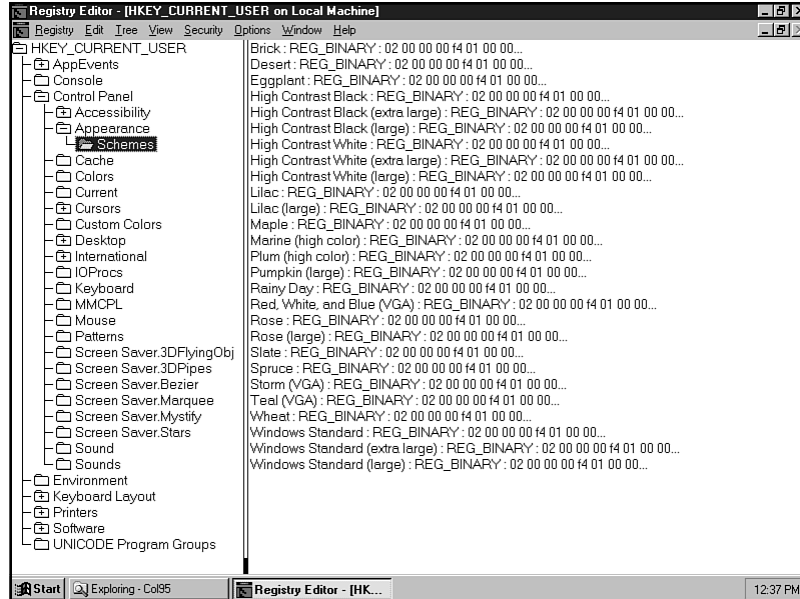 Registry Editor - [HKEY_CURRENT_USER on Local Machine]
Registry Edit Tree View Security Options Window Help
HKEY_CURRENT_USER
AppEvents
Console
Control Panel
Accessibility
Appearance
Schemes
Cache
Colors
Current
Cursors
Custom Colors
Desktop
International
IOProcs
Keyboard
MMCPL
Mouse
Patterns
Screen Saver.3DFlyingObj
Screen Saver.3DPipes
Screen Saver.Bezier
Screen Saver.Marquee
Screen Saver.Mystify
Screen Saver.Stars
Sound
Sounds
Environment
Keyboard Layout
Printers
Software
UNICODE Program Groups
Brick : REG_BINARY : 02 00 00 00 f4 01 00 00...
Desert : REG_BINARY : 02 00 00 00 f4 01 00 00...
Eggplant : REG_BINARY : 02 00 00 00 f4 01 00 00...
High Contrast Black : REG_BINARY : 02 00 00 00 f4 01 00 00...
High Contrast Black (extra large) : REG_BINARY : 02 00 00 00 f4 01 00 00...
High Contrast Black (large) : REG_BINARY : 02 00 00 00 f4 01 00 00...
High Contrast White : REG_BINARY : 02 00 00 00 f4 01 00 00...
High Contrast White (extra large) : REG_BINARY : 02 00 00 00 f4 01 00 00...
High Contrast White (large) : REG_BINARY : 02 00 00 00 f4 01 00 00...
Lilac : REG_BINARY : 02 00 00 00 f4 01 00 00...
Lilac (large) : REG_BINARY : 02 00 00 00 f4 01 00 00...
Maple : REG_BINARY : 02 00 00 00 f4 01 00 00...
Marine (high color) : REG_BINARY : 02 00 00 00 f4 01 00 00...
Plum (high color) : REG_BINARY : 02 00 00 00 f4 01 00 00...
Pumpkin (large) : REG_BINARY : 02 00 00 00 f4 01 00 00...
Rainy Day : REG_BINARY : 02 00 00 00 f4 01 00 00...
Red, White, and Blue (VGA) : REG_BINARY : 02 00 00 00 f4 01 00 00...
Rose : REG_BINARY : 02 00 00 00 f4 01 00 00...
Rose (large) : REG_BINARY : 02 00 00 00 f4 01 00 00...
Slate : REG_BINARY : 02 00 00 00 f4 01 00 00...
Spruce : REG_BINARY : 02 00 00 00 f4 01 00 00...
Storm (VGA) : REG_BINARY : 02 00 00 00 f4 01 00 00...
Teal (VGA) : REG_BINARY : 02 00 00 00 f4 01 00 00...
Wheat : REG_BINARY : 02 00 00 00 f4 01 00 00...
Windows Standard : REG_BINARY : 02 00 00 00 f4 01 00 00...
Windows Standard (extra large) : REG_BINARY : 02 00 00 00 f4 01 00 00...
Windows Standard (large) : REG_BINARY : 02 00 00 00 f4 01 00 00...
Start Exploring - Col95 Registry Editor - [HK... 12:37 PM